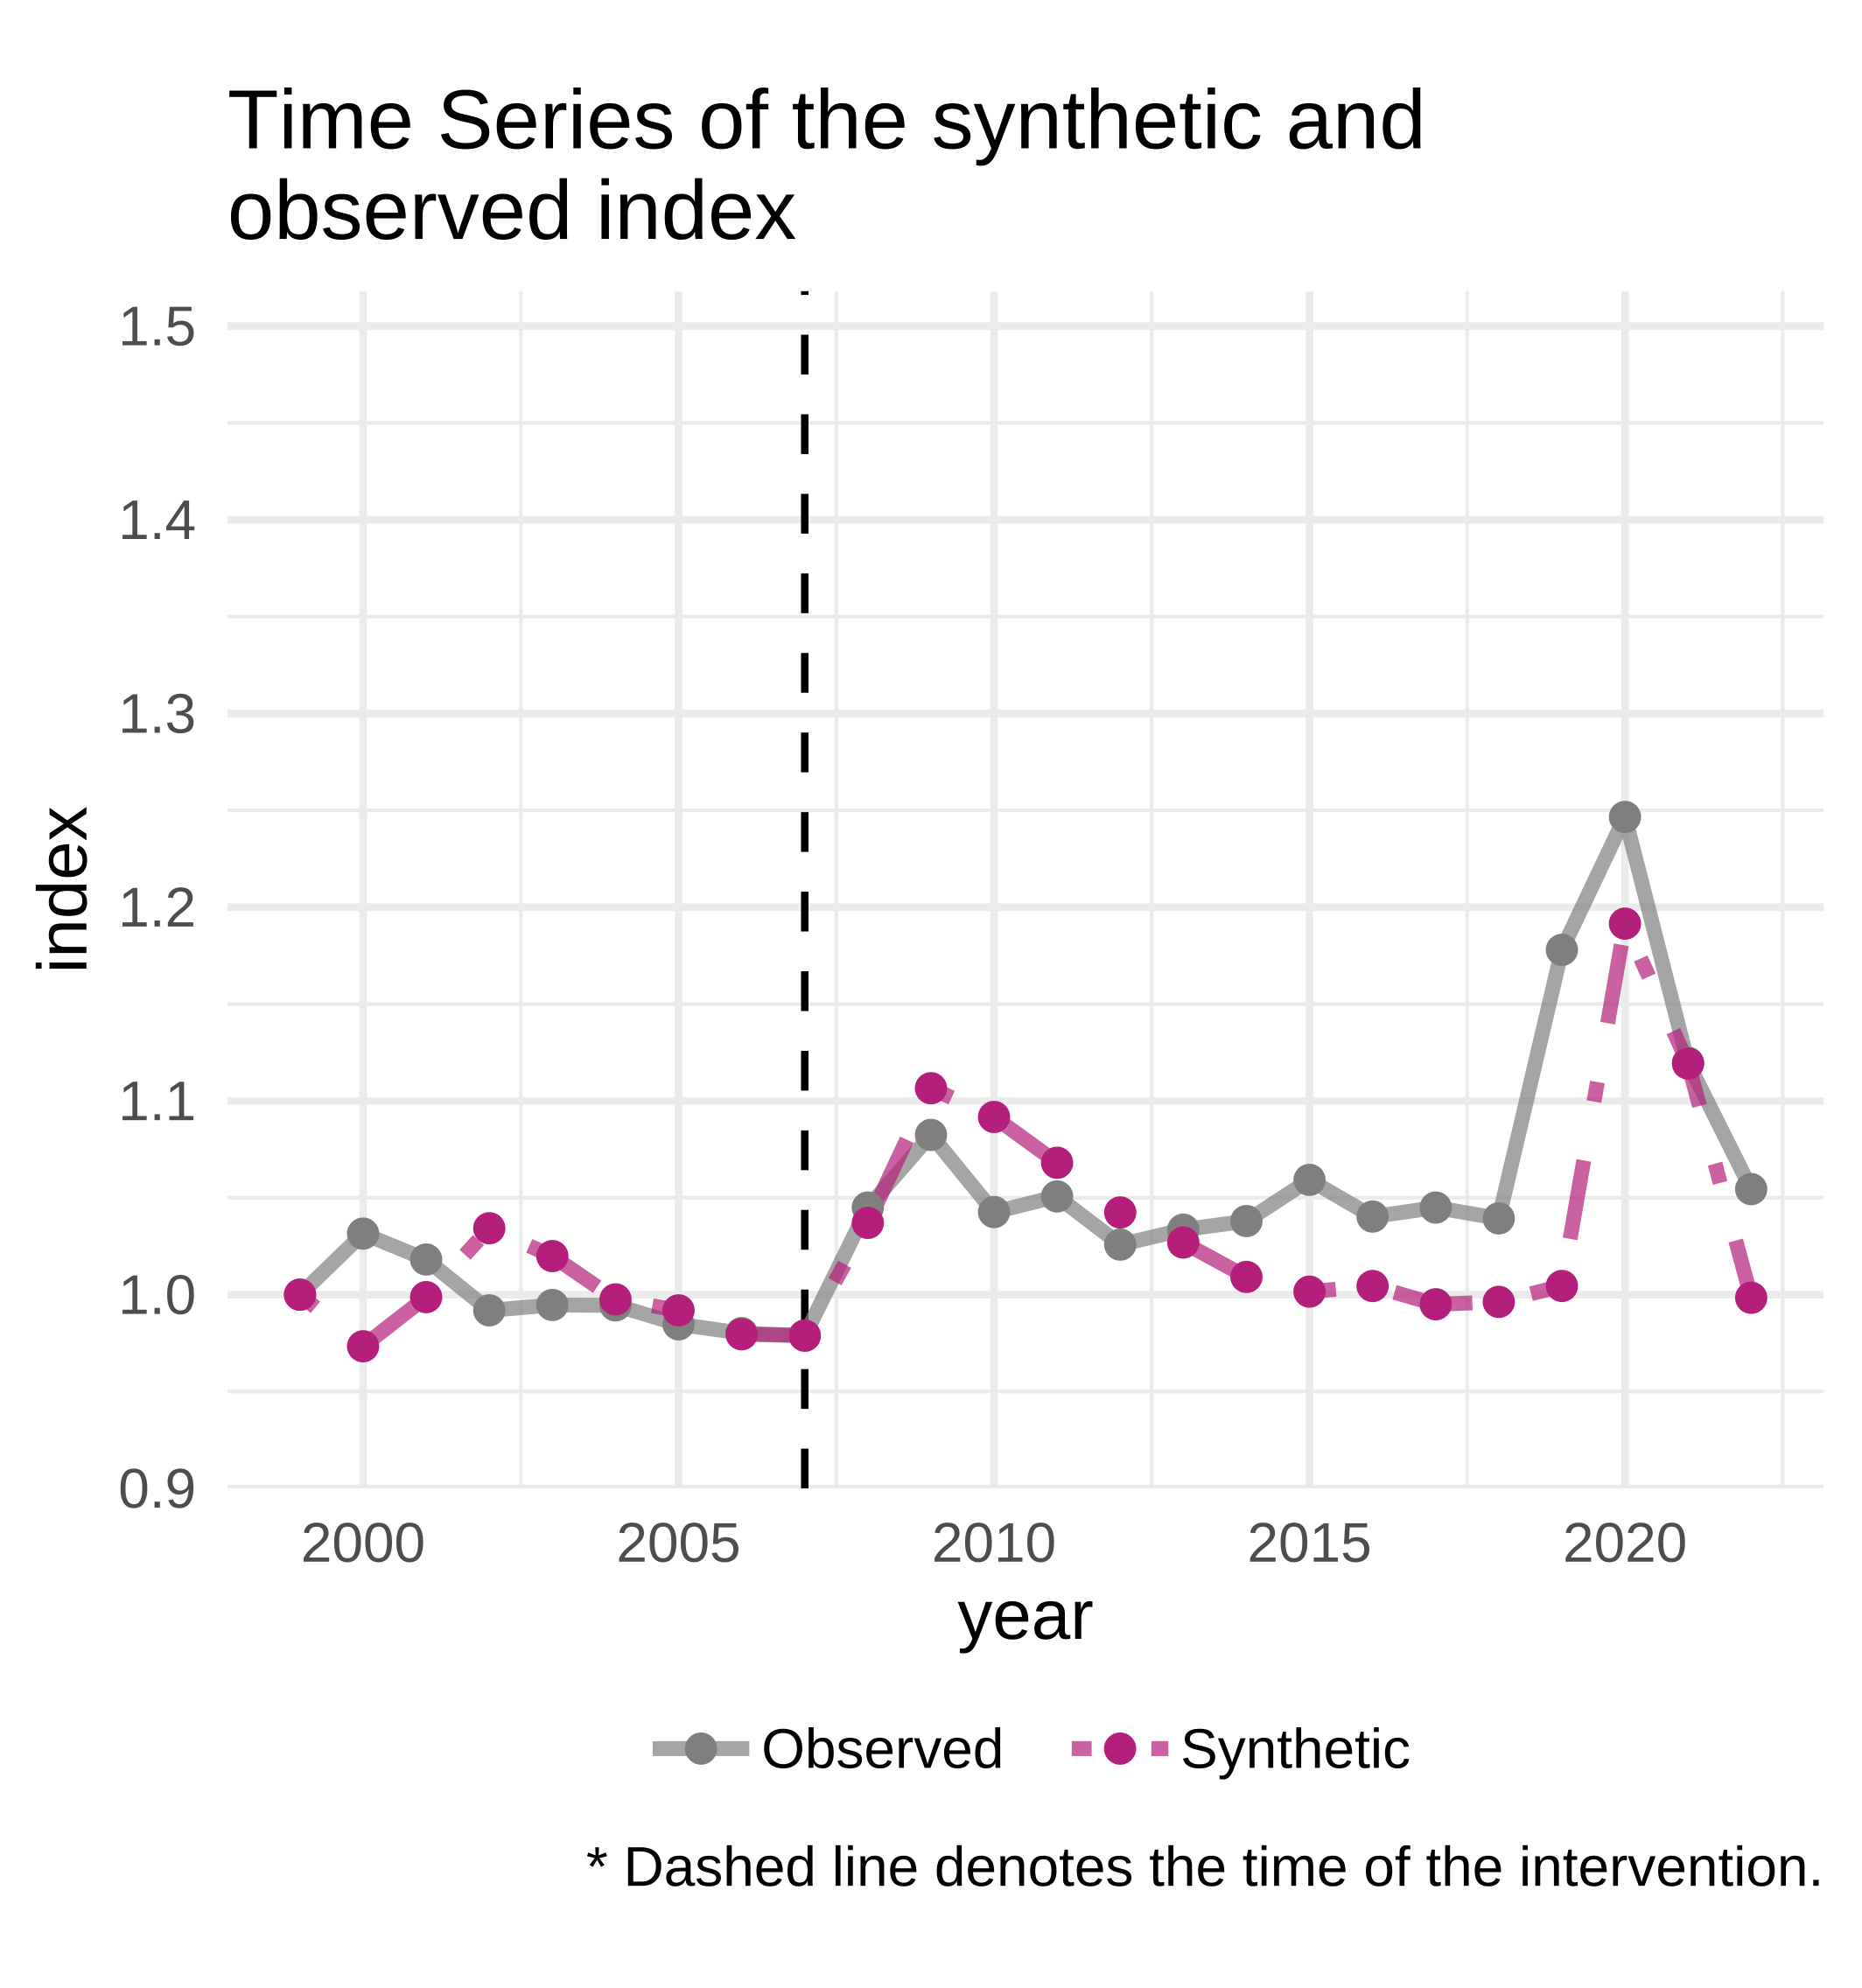 Time Series of the synthetic and
observed index
1.5
1.4
1.3
1.2
1.1
1.0
0.9
index
2000 2005 2010 2015 2020
year
Observed Synthetic
* Dashed line denotes the time of the intervention.